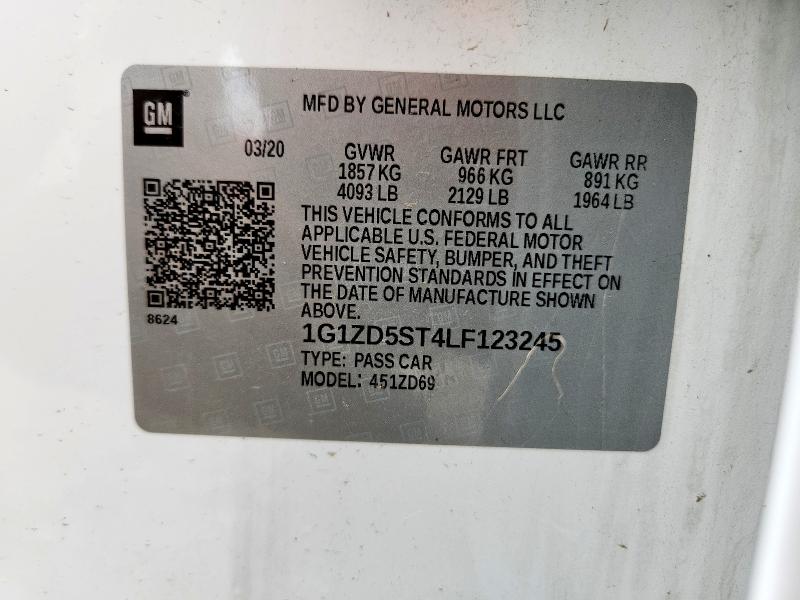 GM
MFD BY GENERAL MOTORS LLC
03/20
GVWR GAWR FRT GAWR RR
1857 KG 966 KG 891 KG
4093 LB 2129 LB 1964 LB
THIS VEHICLE CONFORMS TO ALL
APPLICABLE U.S. FEDERAL MOTOR
VEHICLE SAFETY, BUMPER, AND THEFT
PREVENTION STANDARDS IN EFFECT ON
THE DATE OF MANUFACTURE SHOWN
ABOVE.
8624
1G1ZD5ST4LF123245
TYPE: PASS CAR
MODEL: 451ZD69